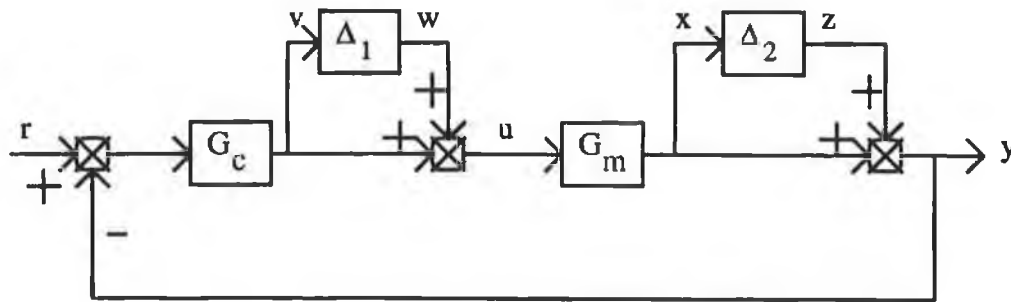 v Δ1 w x Δ2 z
+ +
r Gc + u Gm + y
+
−